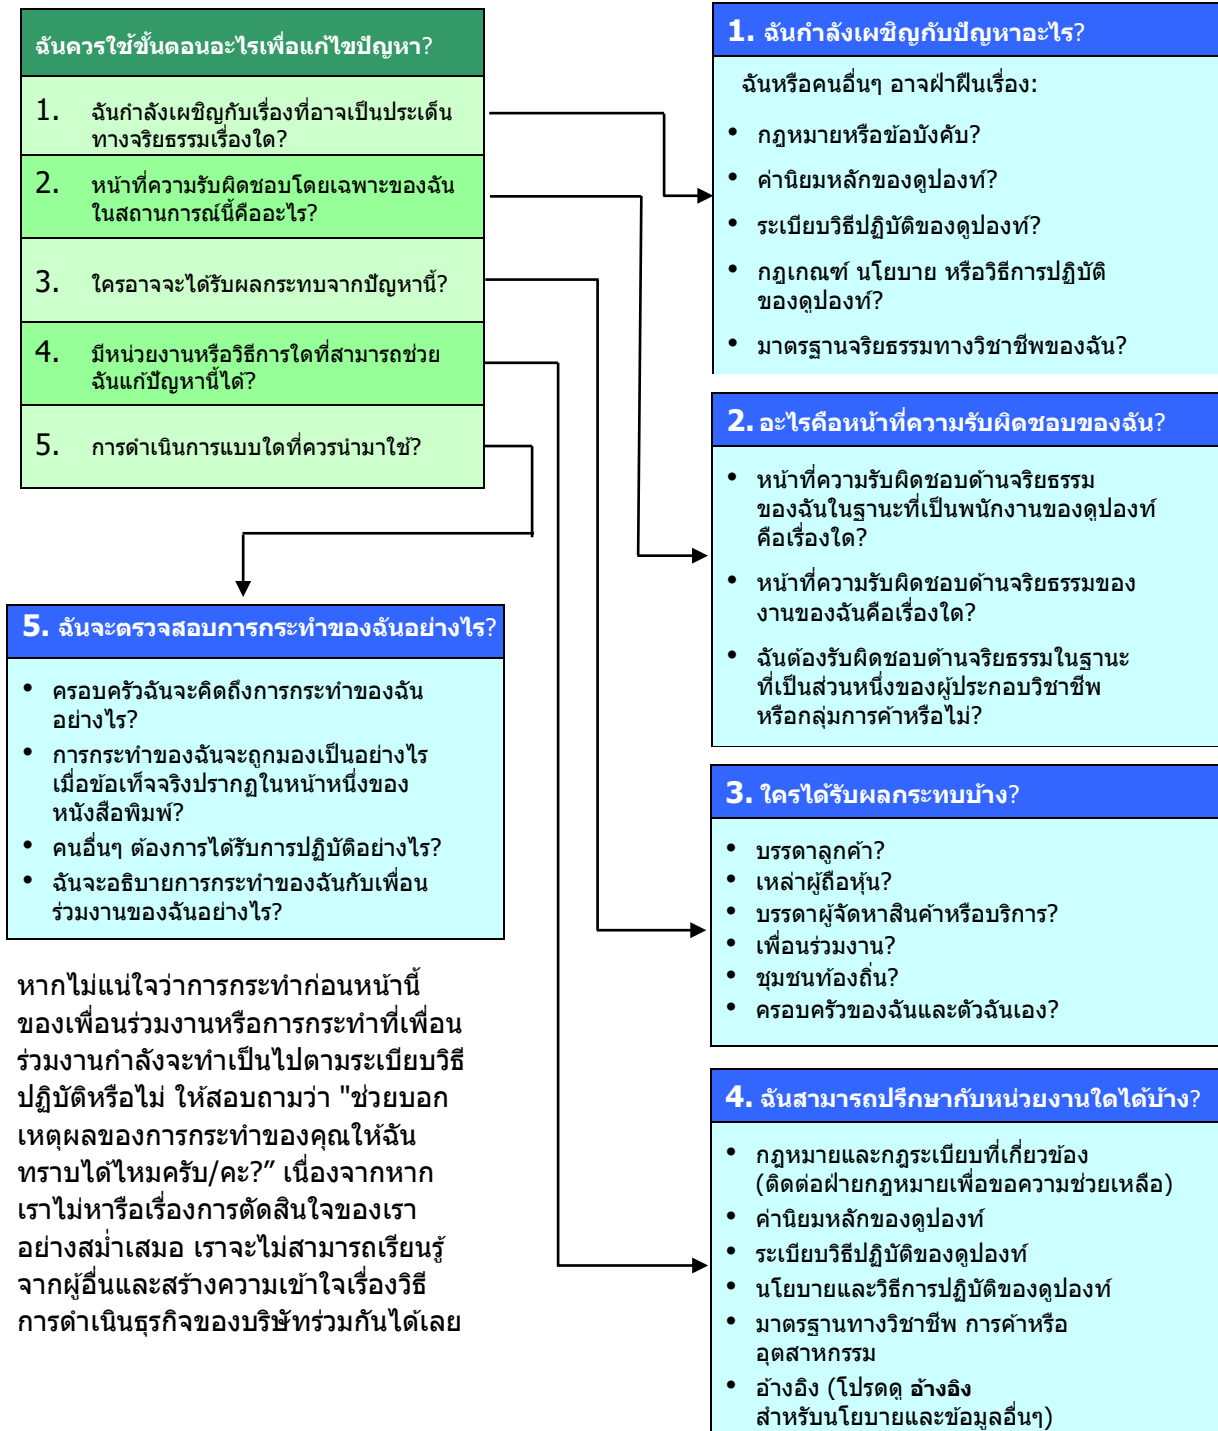 ฉันควรใช้ขั้นตอนอะไรเพื่อแก้ไขปัญหา?
1. ฉันกำลังเผชิญกับเรื่องที่อาจเป็นประเด็น
ทางจริยธรรมเรื่องใด?
2. หน้าที่ความรับผิดชอบโดยเฉพาะของฉัน
ในสถานการณ์นี้คืออะไร?
3. ใครอาจจะได้รับผลกระทบจากปัญหานี้?
4. มีหน่วยงานหรือวิธีการใดที่สามารถช่วย
ฉันแก้ปัญหานี้ได้?
5. การดำเนินการแบบใดที่ควรนำมาใช้?
1. ฉันกำลังเผชิญกับปัญหาอะไร?
ฉันหรือคนอื่นๆ อาจฝ่าฝืนเรื่อง:
• กฎหมายหรือข้อบังคับ?
• ค่านิยมหลักของดูปองท์?
• ระเบียบวิธีปฏิบัติของดูปองท์?
• กฎเกณฑ์ นโยบาย หรือวิธีการปฏิบัติ
ของดูปองท์?
• มาตรฐานจริยธรรมทางวิชาชีพของฉัน?
2. อะไรคือหน้าที่ความรับผิดชอบของฉัน?
• หน้าที่ความรับผิดชอบด้านจริยธรรม
ของฉันในฐานะที่เป็นพนักงานของดูปองท์
คือเรื่องใด?
• หน้าที่ความรับผิดชอบด้านจริยธรรมของ
งานของฉันคือเรื่องใด?
• ฉันต้องรับผิดชอบด้านจริยธรรมในฐานะ
ที่เป็นส่วนหนึ่งของผู้ประกอบวิชาชีพ
หรือกลุ่มการค้าหรือไม่?
3. ใครได้รับผลกระทบบ้าง?
• บรรดาลูกค้า?
• เหล่าผู้ถือหุ้น?
• บรรดาผู้จัดหาสินค้าหรือบริการ?
• เพื่อนร่วมงาน?
• ชุมชนท้องถิ่น?
• ครอบครัวของฉันและตัวฉันเอง?
4. ฉันสามารถปรึกษากับหน่วยงานใดได้บ้าง?
• กฎหมายและกฎระเบียบที่เกี่ยวข้อง
(ติดต่อฝ่ายกฎหมายเพื่อขอความช่วยเหลือ)
• ค่านิยมหลักของดูปองท์
• ระเบียบวิธีปฏิบัติของดูปองท์
• นโยบายและวิธีการปฏิบัติของดูปองท์
• มาตรฐานทางวิชาชีพ การค้าหรือ
อุตสาหกรรม
• อ้างอิง (โปรดดู อ้างอิง
สำหรับนโยบายและข้อมูลอื่นๆ)
5. ฉันจะตรวจสอบการกระทำของฉันอย่างไร?
• ครอบครัวฉันจะคิดถึงการกระทำของฉัน
อย่างไร?
• การกระทำของฉันจะถูกมองเป็นอย่างไร
เมื่อข้อเท็จจริงปรากฏในหน้าหนึ่งของ
หนังสือพิมพ์?
• คนอื่นๆ ต้องการได้รับการปฏิบัติอย่างไร?
• ฉันจะอธิบายการกระทำของฉันกับเพื่อน
ร่วมงานของฉันอย่างไร?
หากไม่แน่ใจว่าการกระทำก่อนหน้านี้
ของเพื่อนร่วมงานหรือการกระทำที่เพื่อน
ร่วมงานกำลังจะทำเป็นไปตามระเบียบวิธี
ปฏิบัติหรือไม่ ให้สอบถามว่า "ช่วยบอก
เหตุผลของการกระทำของคุณให้ฉัน
ทราบได้ไหมครับ/คะ?” เนื่องจากหาก
เราไม่หารือเรื่องการตัดสินใจของเรา
อย่างสม่ำเสมอ เราจะไม่สามารถเรียนรู้
จากผู้อื่นและสร้างความเข้าใจเรื่องวิธี
การดำเนินธุรกิจของบริษัทร่วมกันได้เลย